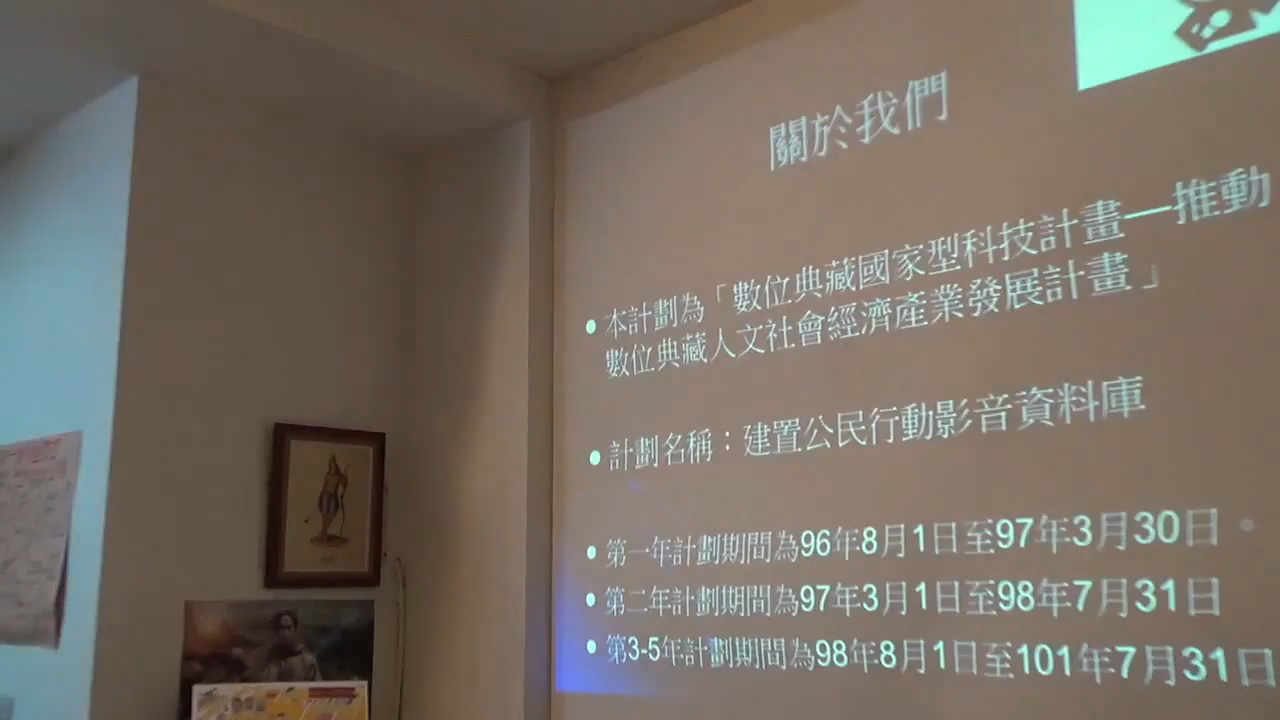 關於我們
本計劃為「數位典藏國家型科技計畫—推動
數位典藏人文社會經濟產業發展計畫」
計劃名稱：建置公民行動影音資料庫
第一年計劃期間為96年8月1日至97年3月30日。
第二年計劃期間為97年3月1日至98年7月31日
第3-5年計劃期間為98年8月1日至101年7月31日